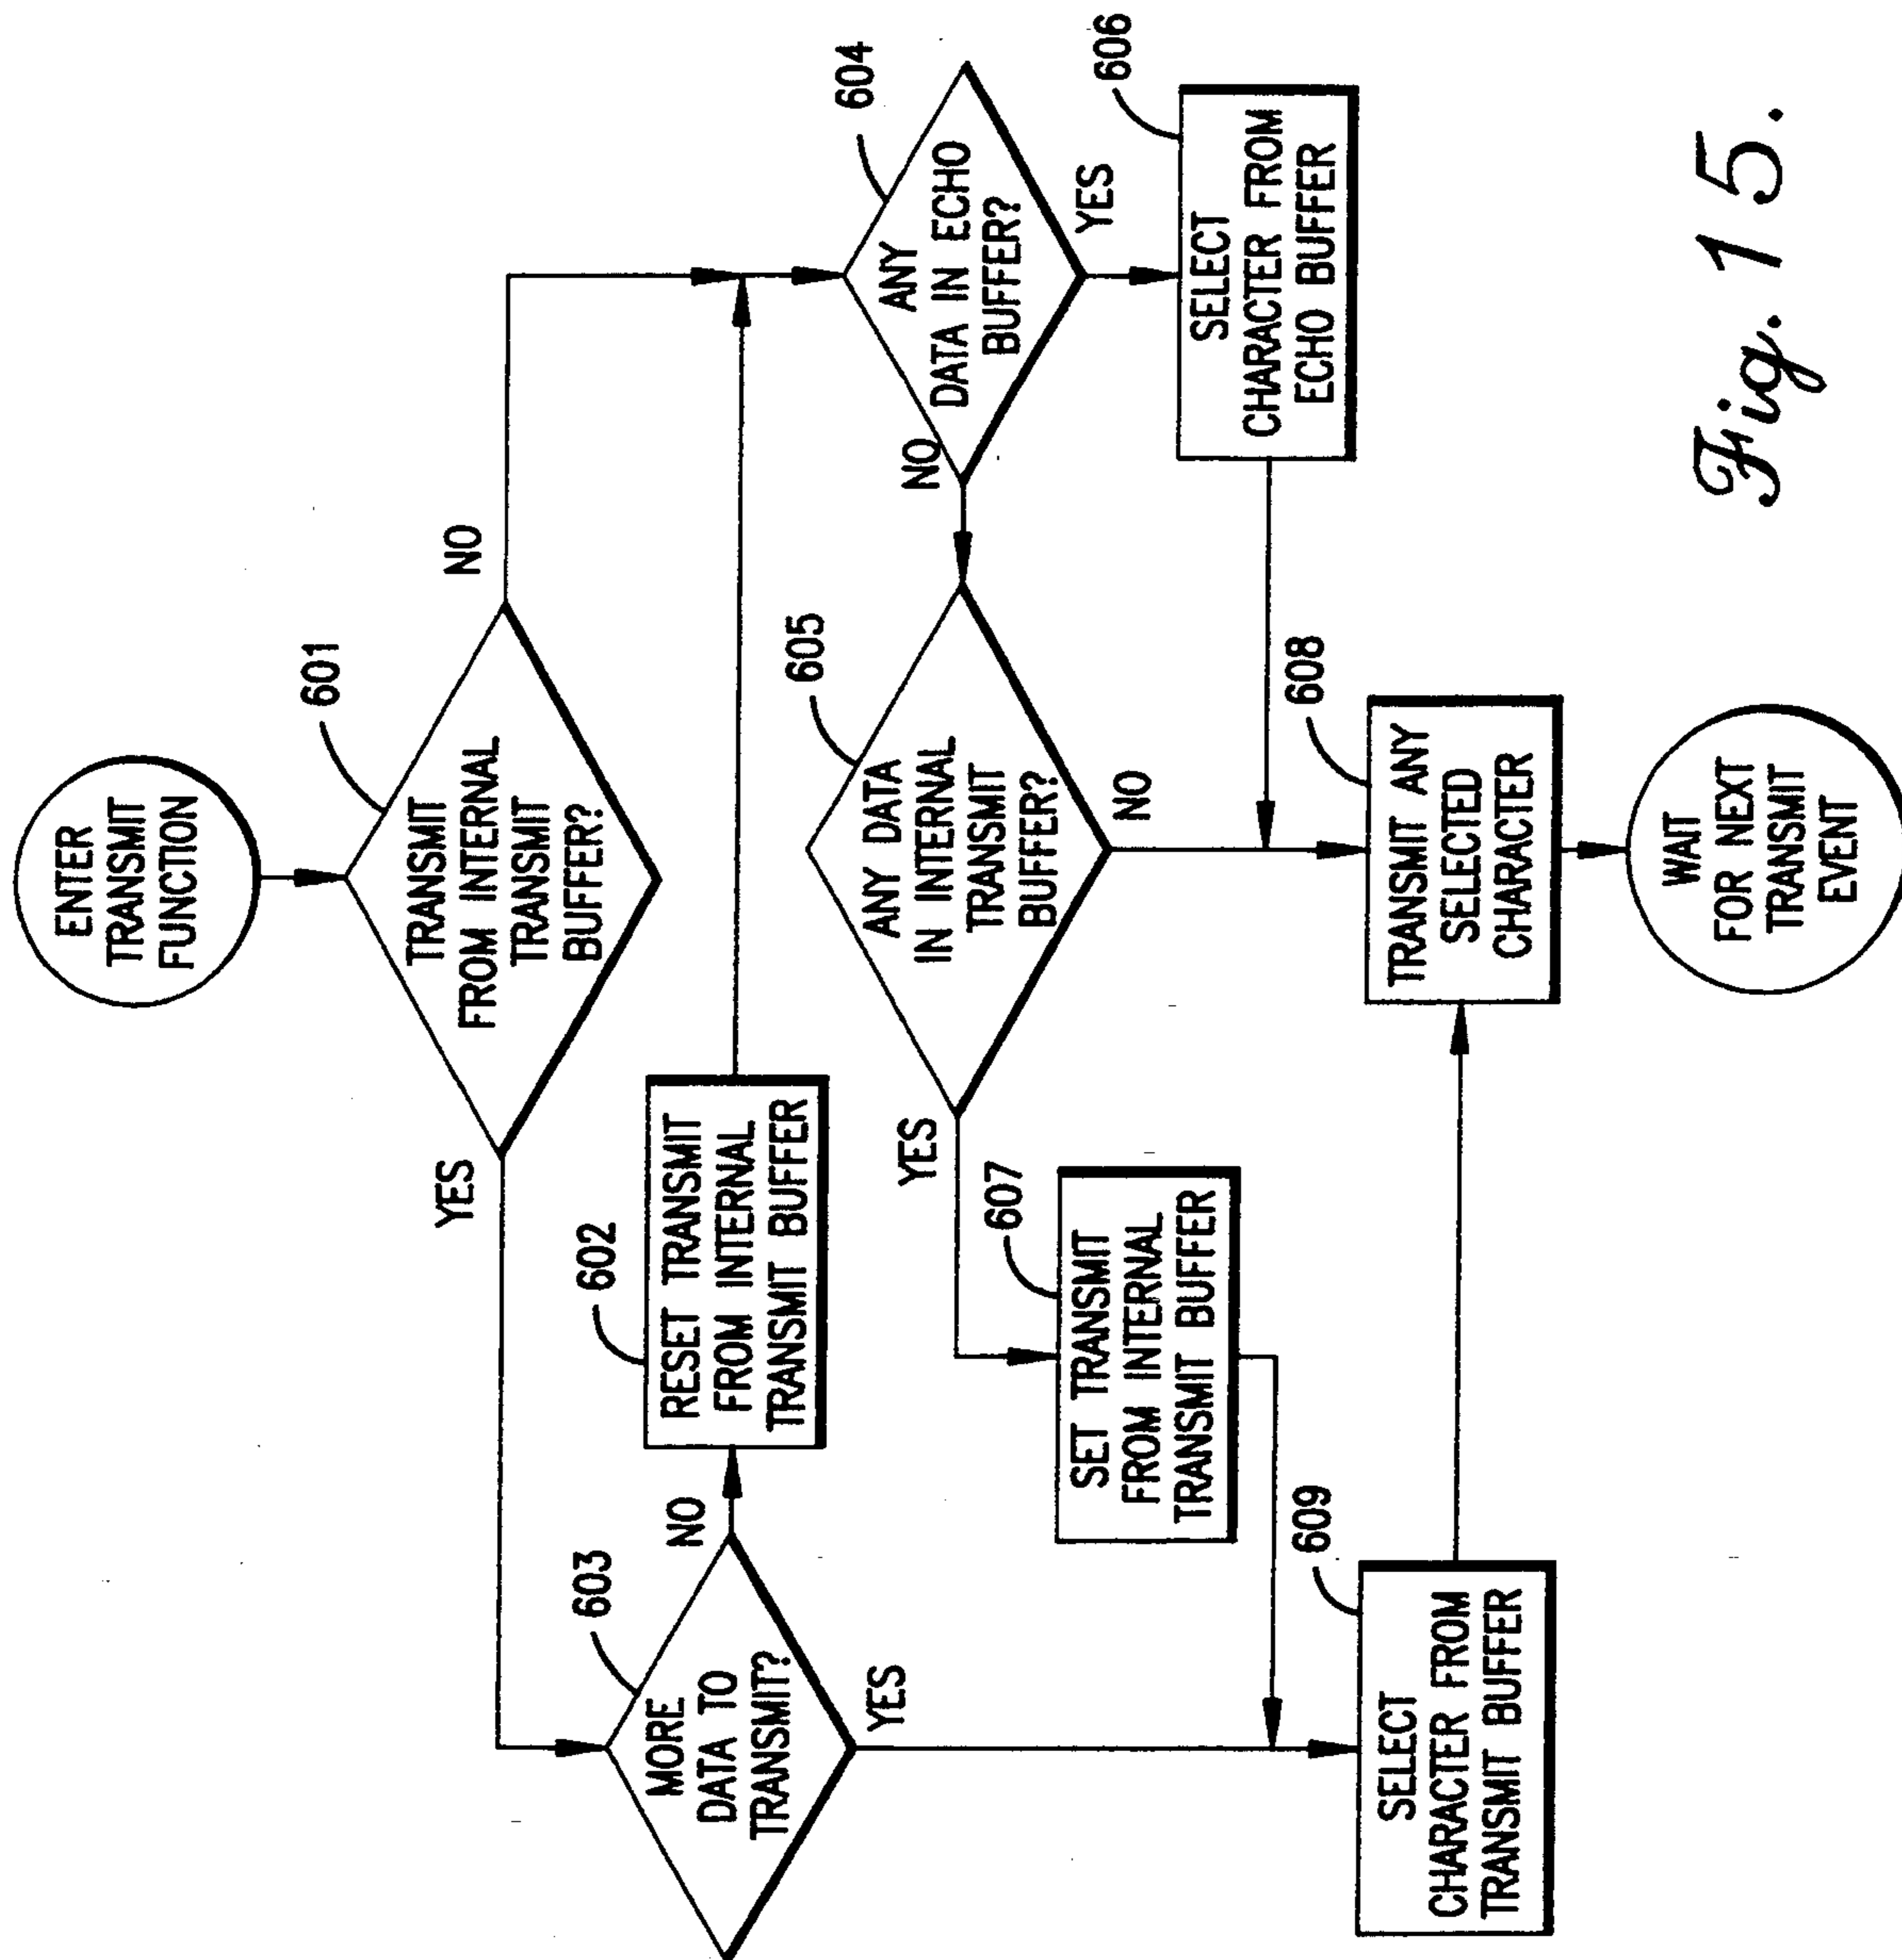 ENTER
TRANSMIT
FUNCTION
601
TRANSMIT
FROM INTERNAL
TRANSMIT
BUFFER?
YES
NO
603
MORE
DATA TO
TRANSMIT?
NO
YES
602
RESET TRANSMIT
FROM INTERNAL
TRANSMIT BUFFER
604
ANY
DATA IN ECHO
BUFFER?
NO
YES
605
ANY DATA
IN INTERNAL
TRANSMIT
BUFFER?
YES
NO
607
SET TRANSMIT
FROM INTERNAL
TRANSMIT BUFFER
606
SELECT
CHARACTER FROM
ECHO BUFFER
609
SELECT
CHARACTER FROM
TRANSMIT BUFFER
608
TRANSMIT ANY
SELECTED
CHARACTER
WAIT
FOR NEXT
TRANSMIT
EVENT
Fig. 15.